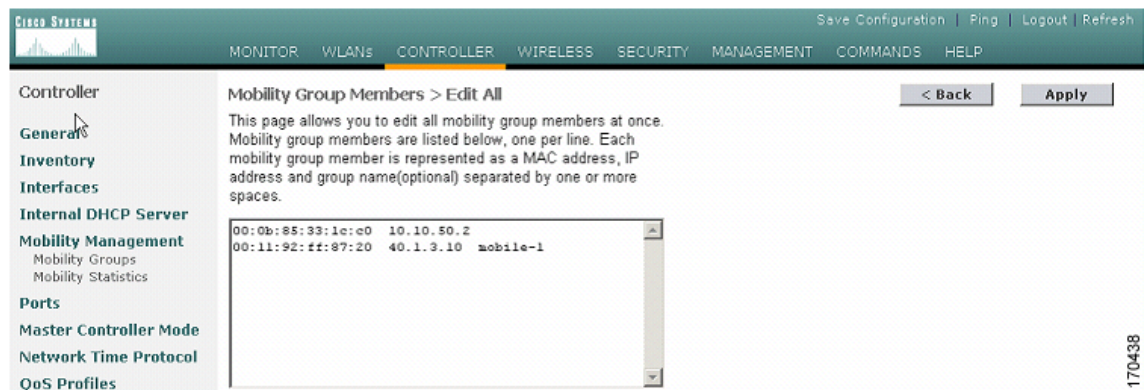 CISCO SYSTEMS
Save Configuration | Ping | Logout | Refresh
MONITOR WLANs CONTROLLER WIRELESS SECURITY MANAGEMENT COMMANDS HELP
Controller
General
Inventory
Interfaces
Internal DHCP Server
Mobility Management
Mobility Groups
Mobility Statistics
Ports
Master Controller Mode
Network Time Protocol
QoS Profiles
Mobility Group Members > Edit All
< Back
Apply
This page allows you to edit all mobility group members at once.
Mobility group members are listed below, one per line. Each
mobility group member is represented as a MAC address, IP
address and group name(optional) separated by one or more
spaces.
00:0b:85:33:1c:c0 10.10.50.2
00:11:92:ff:87:20 40.1.3.10 mobile-1
170438